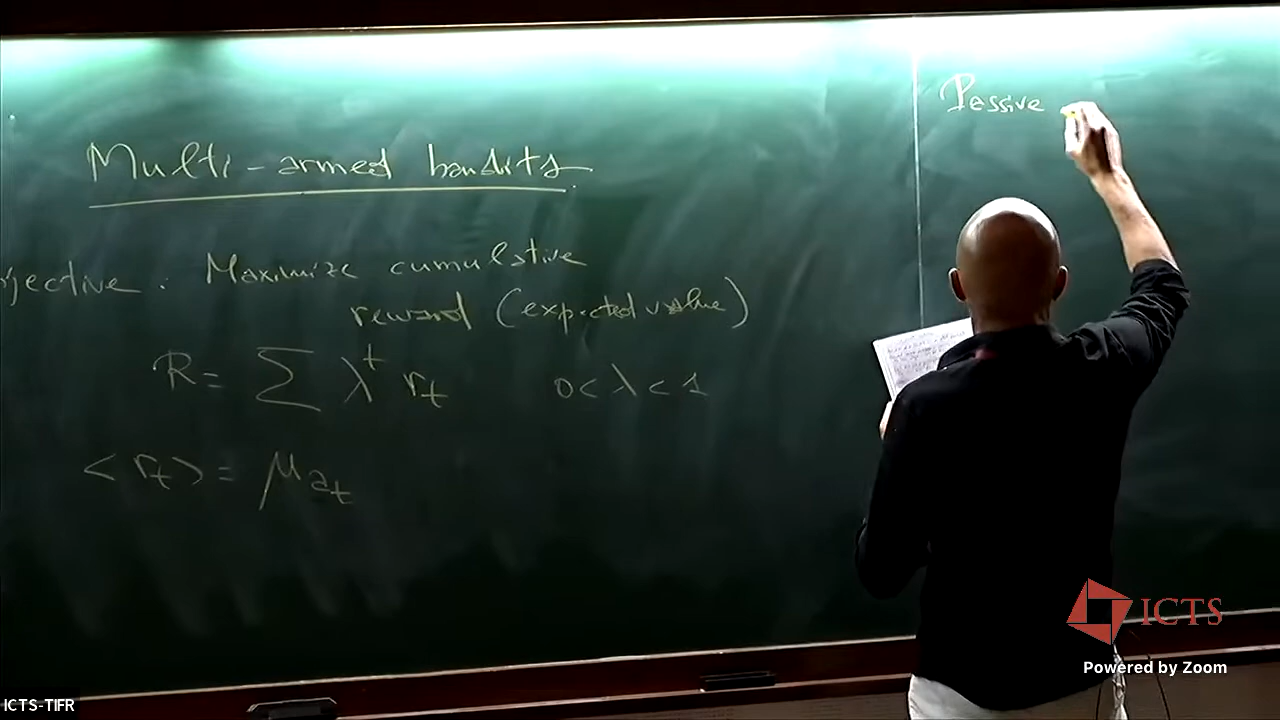 Multi-armed bandits
jective : Maximize cumulative
reward (expected value)
R = Σ λ^t r_t 0 < λ < 1
<r_t> = μ_{a_t}
Passive
ICTS
Powered by Zoom
ICTS-TIFR